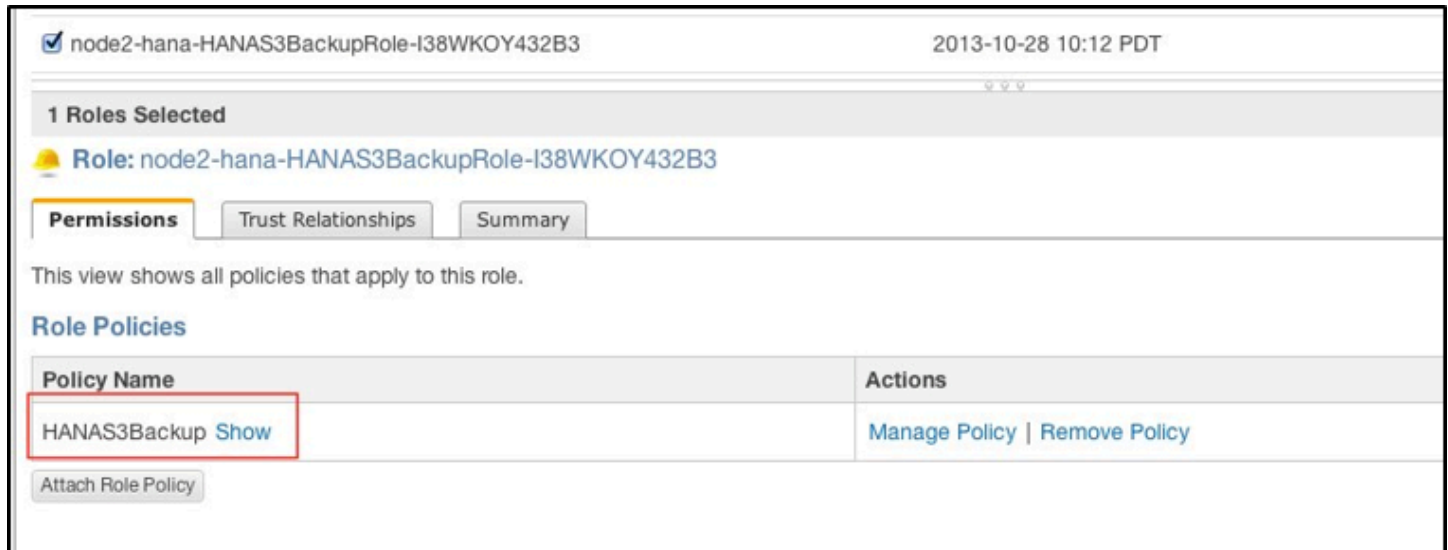 node2-hana-HANAS3BackupRole-I38WKOY432B3 2013-10-28 10:12 PDT
1 Roles Selected
Role: node2-hana-HANAS3BackupRole-I38WKOY432B3
Permissions Trust Relationships Summary
This view shows all policies that apply to this role.
Role Policies
Policy Name Actions
HANAS3Backup Show Manage Policy | Remove Policy
Attach Role Policy